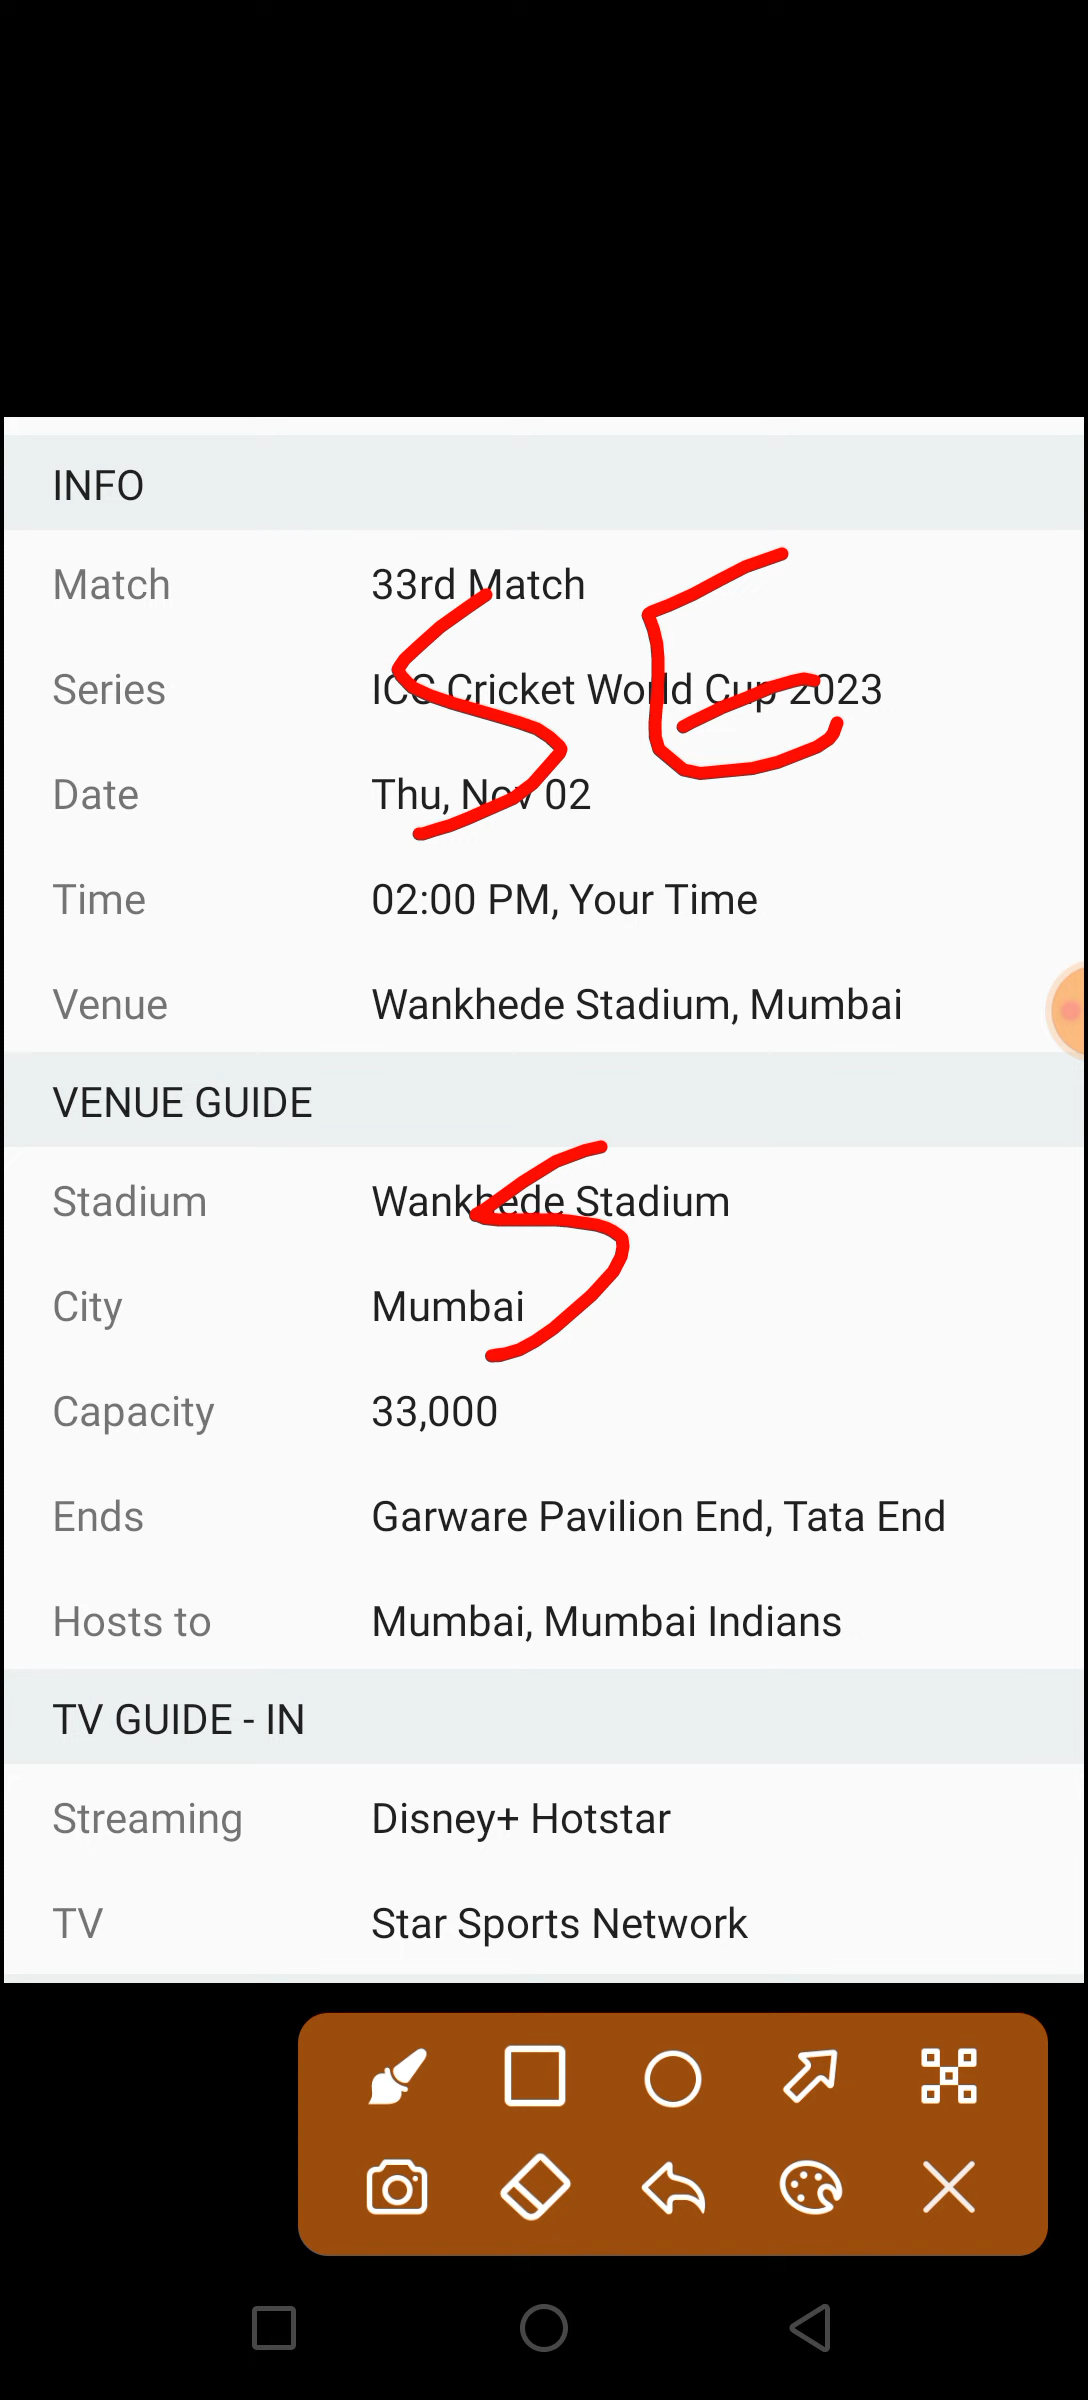 INFO
Match 33rd Match
Series ICC Cricket World Cup 2023
Date Thu, Nov 02
Time 02:00 PM, Your Time
Venue Wankhede Stadium, Mumbai
S E
VENUE GUIDE
Stadium Wankhede Stadium
City Mumbai
S
Capacity 33,000
Ends Garware Pavilion End, Tata End
Hosts to Mumbai, Mumbai Indians
TV GUIDE - IN
Streaming Disney+ Hotstar
TV Star Sports Network